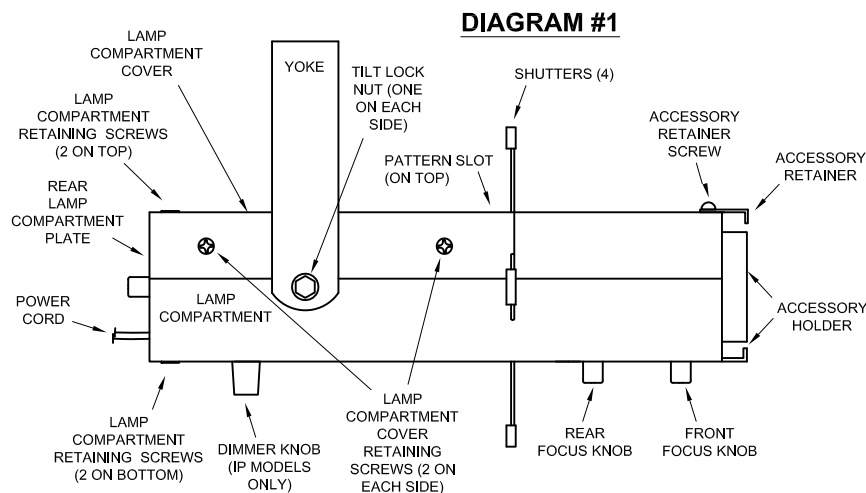 DIAGRAM #1
LAMP
COMPARTMENT
COVER
YOKE
TILT LOCK
NUT (ONE
ON EACH
SIDE)
SHUTTERS (4)
LAMP
COMPARTMENT
RETAINING SCREWS
(2 ON TOP)
ACCESSORY
RETAINER
SCREW
ACCESSORY
RETAINER
PATTERN SLOT
(ON TOP)
REAR
LAMP
COMPARTMENT
PLATE
POWER
CORD
LAMP
COMPARTMENT
ACCESSORY
HOLDER
LAMP
COMPARTMENT
RETAINING SCREWS
(2 ON BOTTOM)
DIMMER KNOB
(IP MODELS
ONLY)
LAMP
COMPARTMENT
COVER
RETAINING
SCREWS (2 ON
EACH SIDE)
REAR
FOCUS KNOB
FRONT
FOCUS KNOB